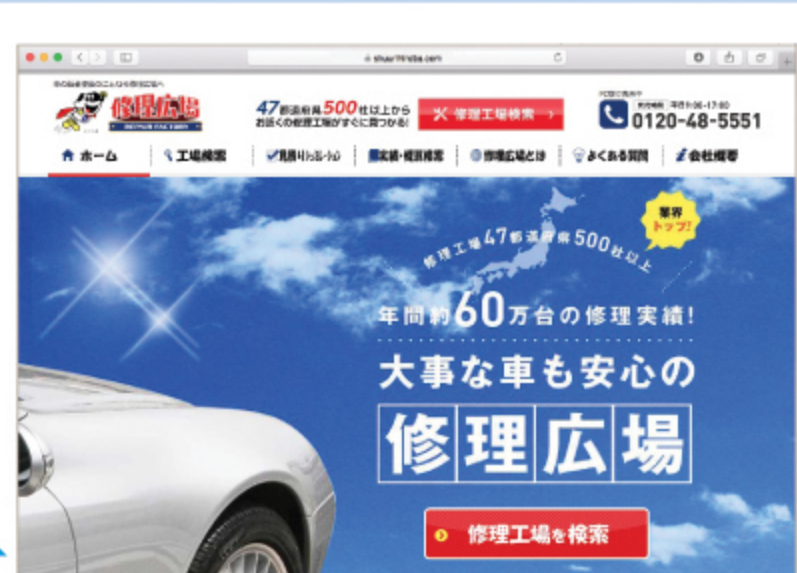 修理広場
REPAIR FACTORY
47都道府県500社以上から
お近くの修理工場がすぐに見つかる!
修理工場検索
0120-48-5551
ホーム
工場検索
実績・概算検索
修理広場とは
よくある質問
会社概要
業界
トップ!
修理工場47都道府県500社以上
年間約60万台の修理実績!
大事な車も安心の
修理広場
修理工場を検索